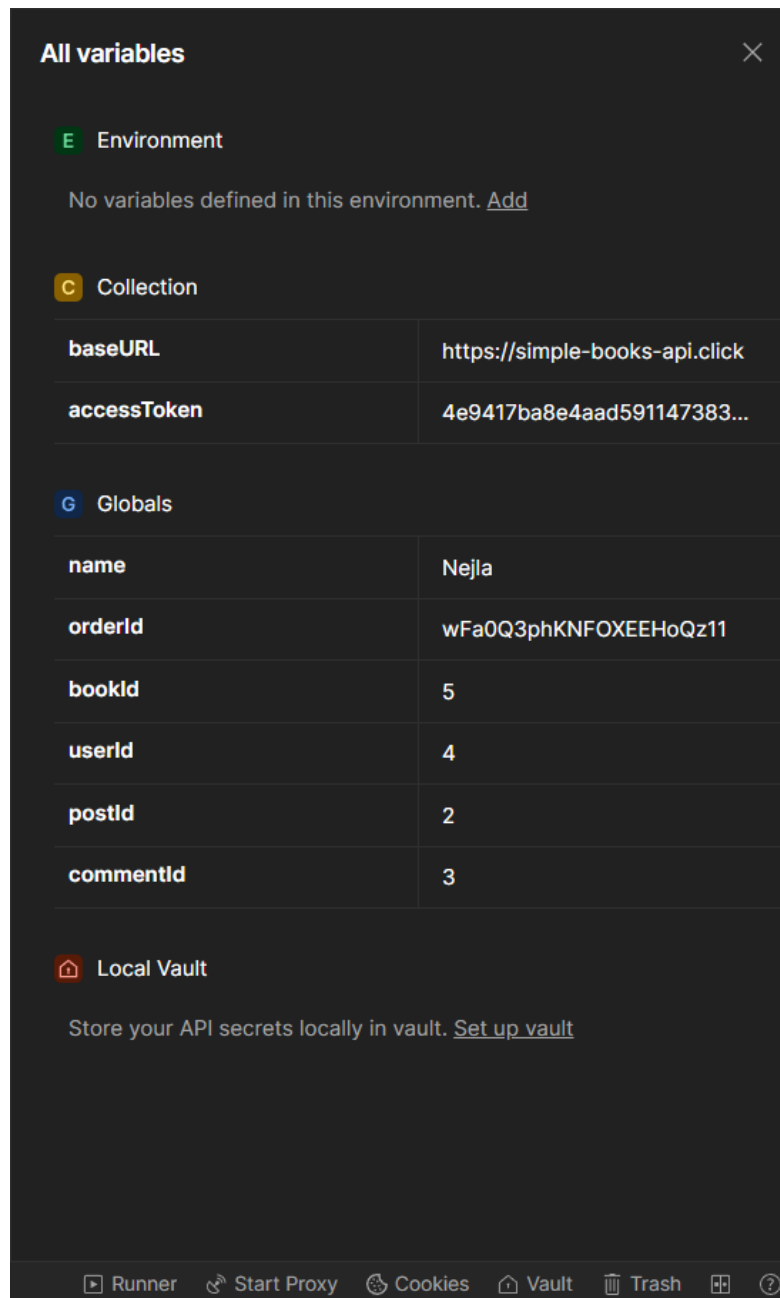 All variables
E Environment
No variables defined in this environment. Add
C Collection
baseURL https://simple-books-api.click
accessToken 4e9417ba8e4aad591147383...
G Globals
name Nejla
orderId wFa0Q3phKNFOXEEHoQz11
bookId 5
userId 4
postId 2
commentId 3
Local Vault
Store your API secrets locally in vault. Set up vault
Runner Start Proxy Cookies Vault Trash